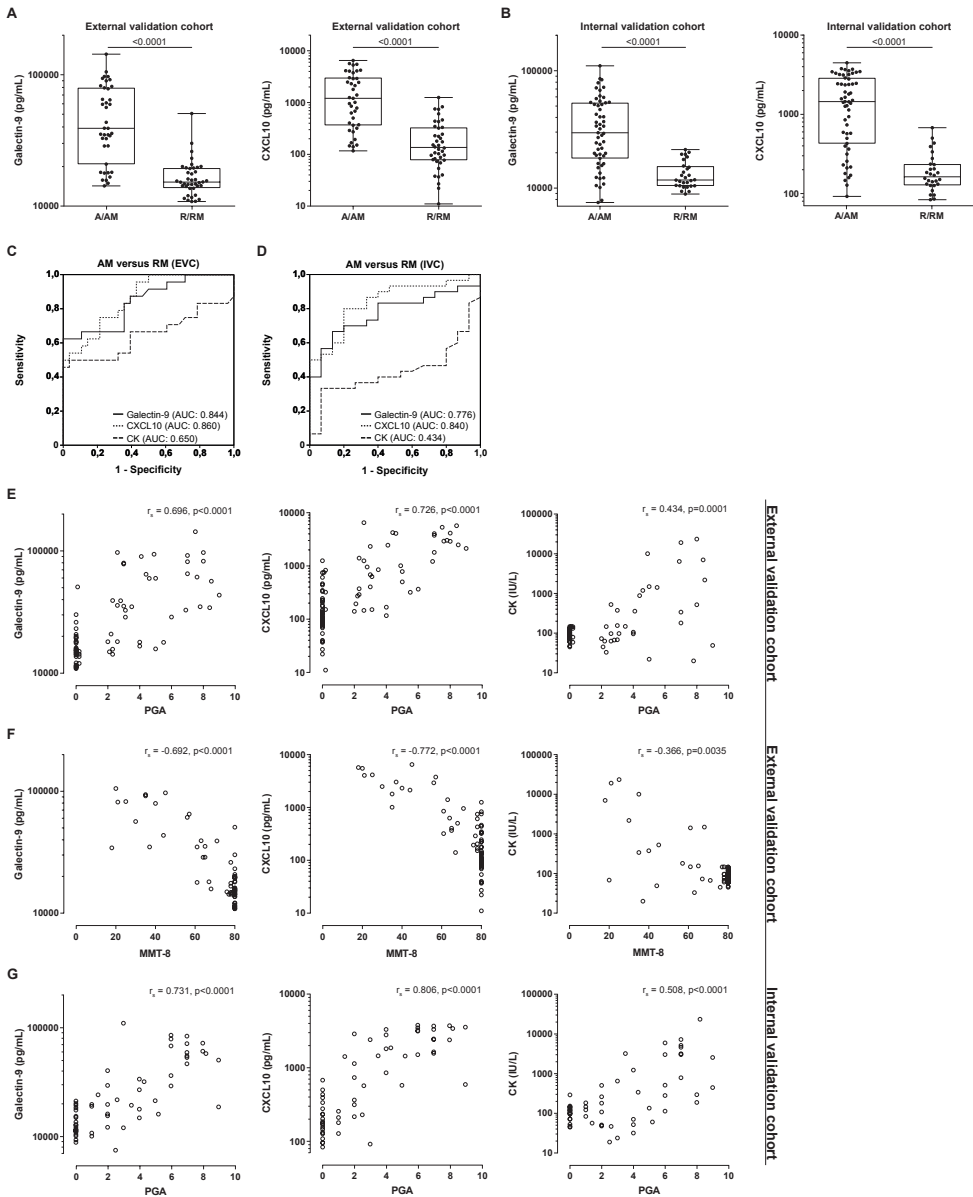 A
External validation cohort
<0.0001
Galectin-9 (pg/mL)
100000
10000
A/AM
R/RM
External validation cohort
<0.0001
CXCL10 (pg/mL)
10000
1000
100
10
A/AM
R/RM
B
Internal validation cohort
<0.0001
Galectin-9 (pg/mL)
100000
10000
A/AM
R/RM
Internal validation cohort
<0.0001
CXCL10 (pg/mL)
10000
1000
100
A/AM
R/RM
C
AM versus RM (EVC)
Sensitivity
1,0
0,8
0,6
0,4
0,2
0,0
Galectin-9 (AUC: 0.844)
CXCL10 (AUC: 0.860)
CK (AUC: 0.650)
0 0,2 0,4 0,6 0,8 1,0
1 - Specificity
D
AM versus RM (IVC)
Sensitivity
1,0
0,8
0,6
0,4
0,2
0,0
Galectin-9 (AUC: 0.776)
CXCL10 (AUC: 0.840)
CK (AUC: 0.434)
0 0,2 0,4 0,6 0,8 1,0
1 - Specificity
E
rs = 0.696, p<0.0001
Galectin-9 (pg/mL)
100000
10000
0 2 4 6 8 10
PGA
rs = 0.726, p<0.0001
CXCL10 (pg/mL)
10000
1000
100
10
0 2 4 6 8 10
PGA
rs = 0.434, p=0.0001
CK (IU/L)
100000
10000
1000
100
10
0 2 4 6 8 10
PGA
External validation cohort
F
rs = -0.692, p<0.0001
Galectin-9 (pg/mL)
100000
10000
0 20 40 60 80
MMT-8
rs = -0.772, p<0.0001
CXCL10 (pg/mL)
10000
1000
100
10
0 20 40 60 80
MMT-8
rs = -0.366, p=0.0035
CK (IU/L)
100000
10000
1000
100
10
0 20 40 60 80
MMT-8
External validation cohort
G
rs = 0.731, p<0.0001
Galectin-9 (pg/mL)
100000
10000
0 2 4 6 8 10
PGA
rs = 0.806, p<0.0001
CXCL10 (pg/mL)
10000
1000
100
0 2 4 6 8 10
PGA
rs = 0.508, p<0.0001
CK (IU/L)
100000
10000
1000
100
10
0 2 4 6 8 10
PGA
Internal validation cohort